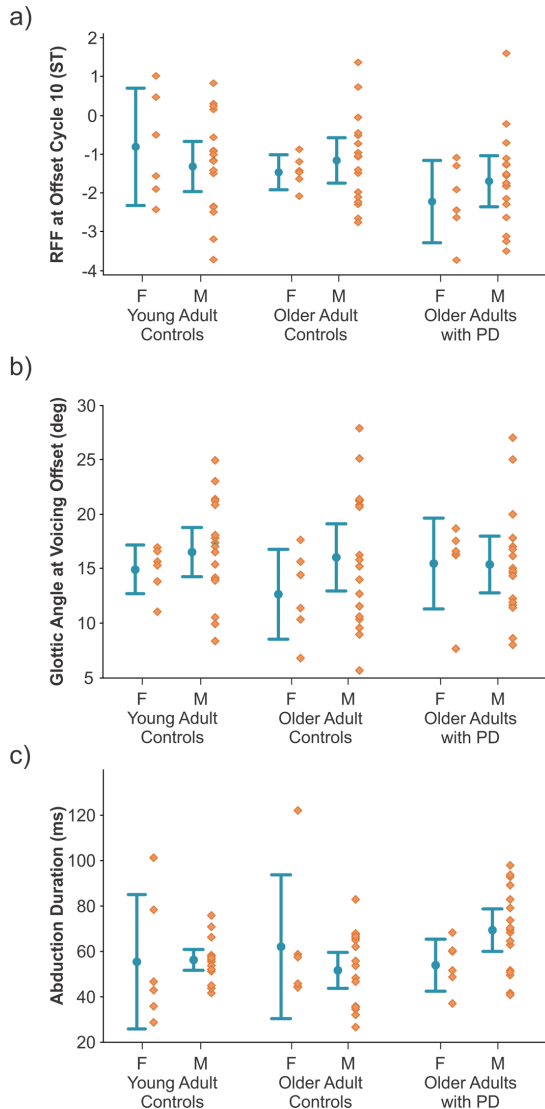 a)
RFF at Offset Cycle 10 (ST)
2
1
0
-1
-2
-3
-4
F M F M F M
Young Adult Controls
Older Adult Controls
Older Adults with PD
b)
Glottic Angle at Voicing Offset (deg)
30
25
20
15
10
5
F M F M F M
Young Adult Controls
Older Adult Controls
Older Adults with PD
c)
Abduction Duration (ms)
120
100
80
60
40
20
F M F M F M
Young Adult Controls
Older Adult Controls
Older Adults with PD